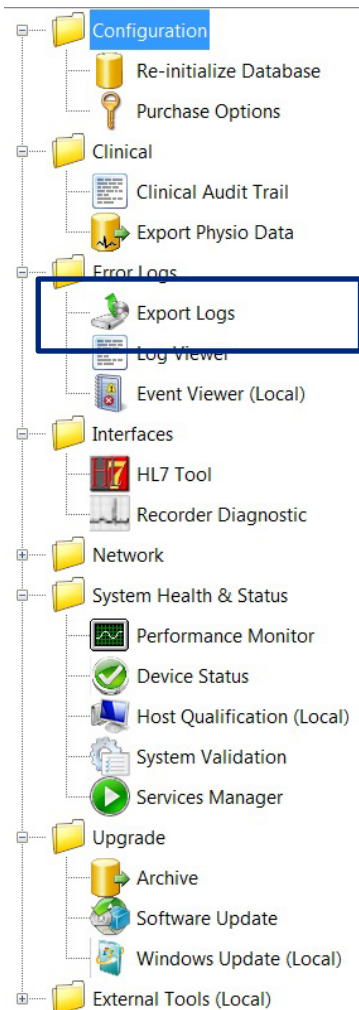 Configuration
Re-initialize Database
Purchase Options
Clinical
Clinical Audit Trail
Export Physio Data
Error Logs
Export Logs
Log Viewer
Event Viewer (Local)
Interfaces
HL7 Tool
Recorder Diagnostic
Network
System Health & Status
Performance Monitor
Device Status
Host Qualification (Local)
System Validation
Services Manager
Upgrade
Archive
Software Update
Windows Update (Local)
External Tools (Local)